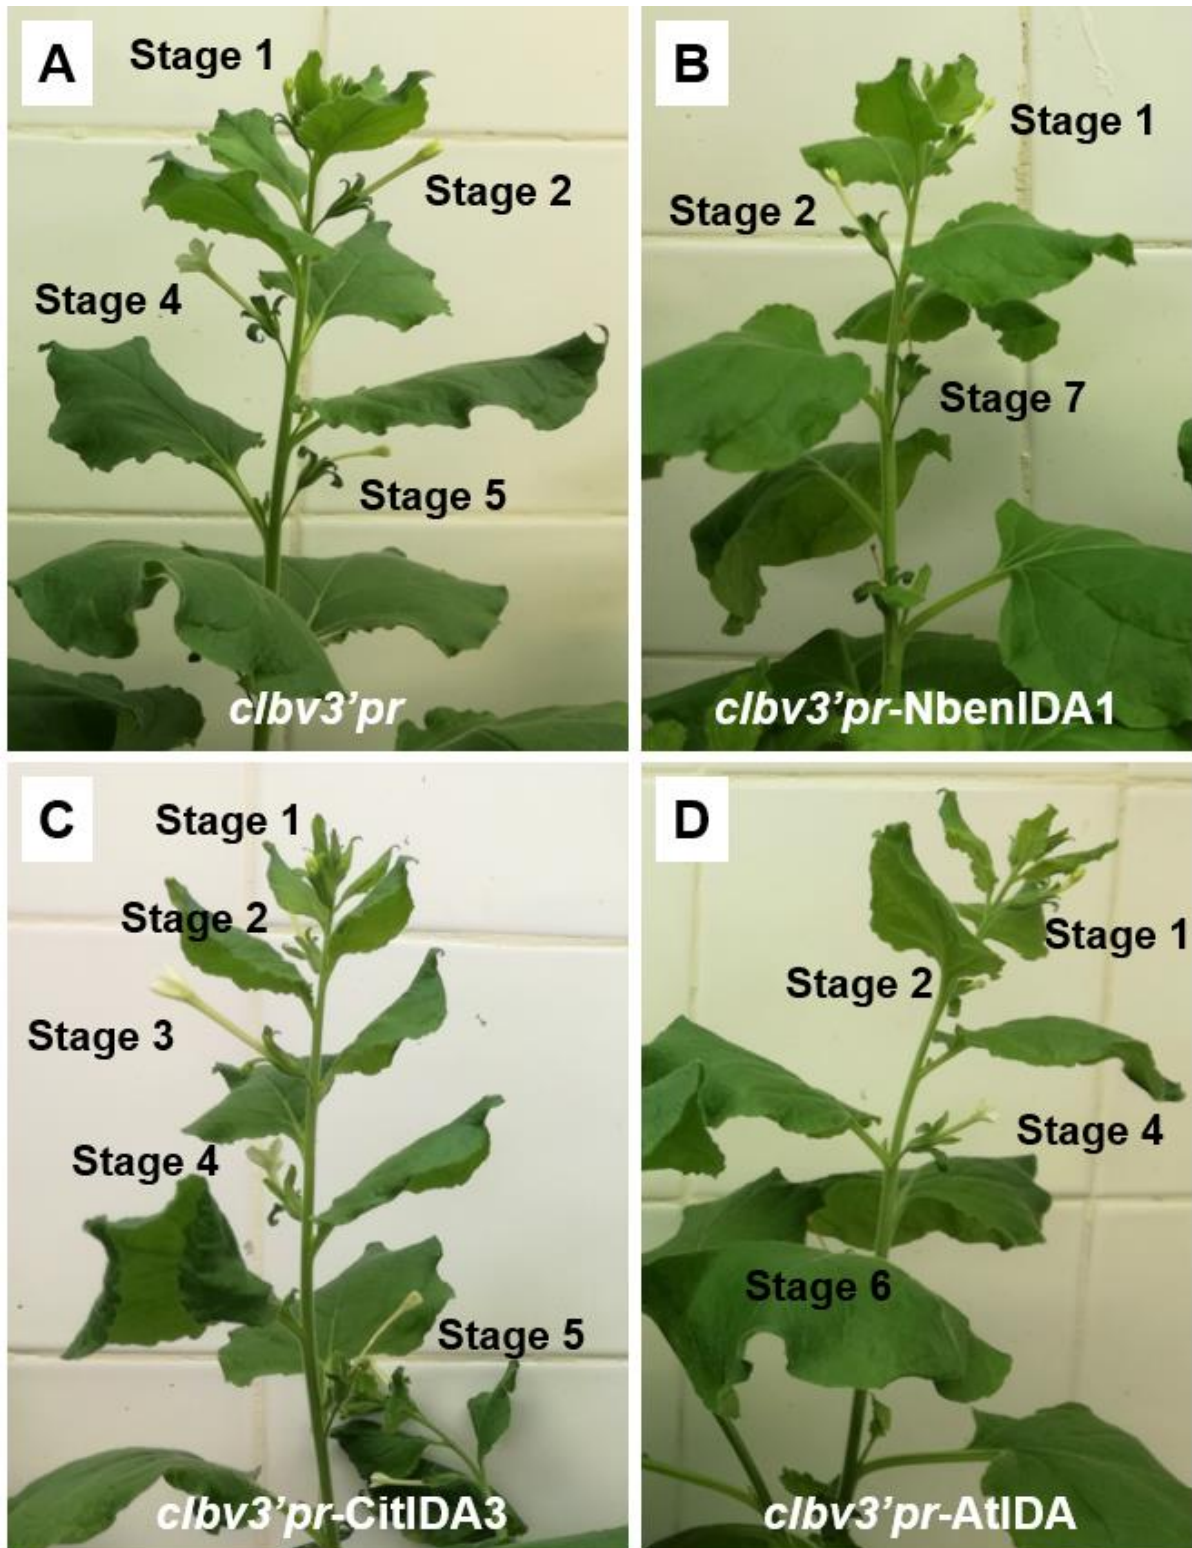 A
Stage 1
Stage 2
Stage 4
Stage 5
clbv3’pr
B
Stage 1
Stage 2
Stage 7
clbv3’pr-NbenIDA1
C
Stage 1
Stage 2
Stage 3
Stage 4
Stage 5
clbv3’pr-CitIDA3
D
Stage 1
Stage 2
Stage 4
Stage 6
clbv3’pr-AtIDA